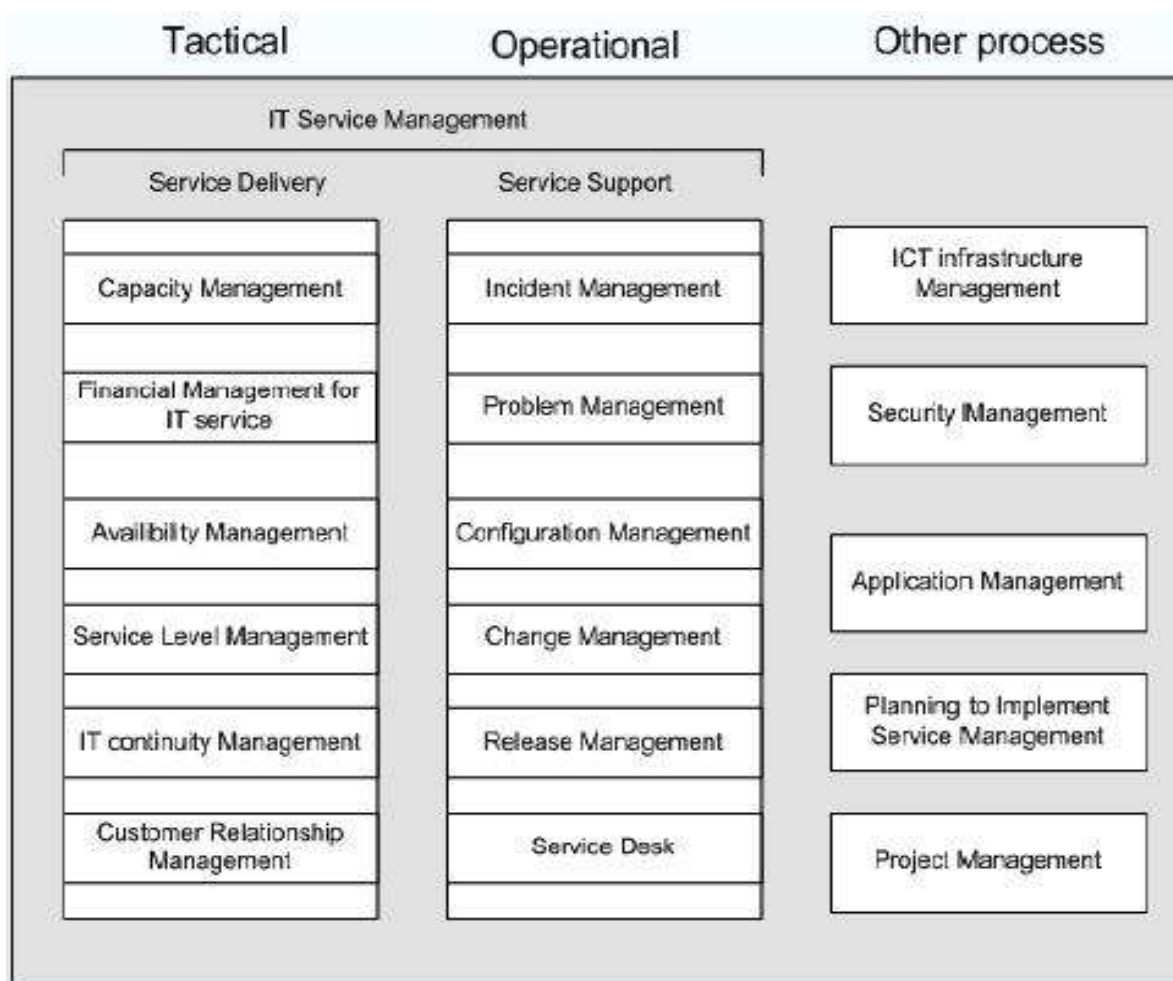 Tactical
Operational
Other process
IT Service Management
Service Delivery
Service Support
Capacity Management
Financial Management for
IT service
Availibility Management
Service Level Management
IT continuity Management
Customer Relationship
Management
Incident Management
Problem Management
Configuration Management
Change Management
Release Management
Service Desk
ICT infrastructure
Management
Security Management
Application Management
Planning to Implement
Service Management
Project Management